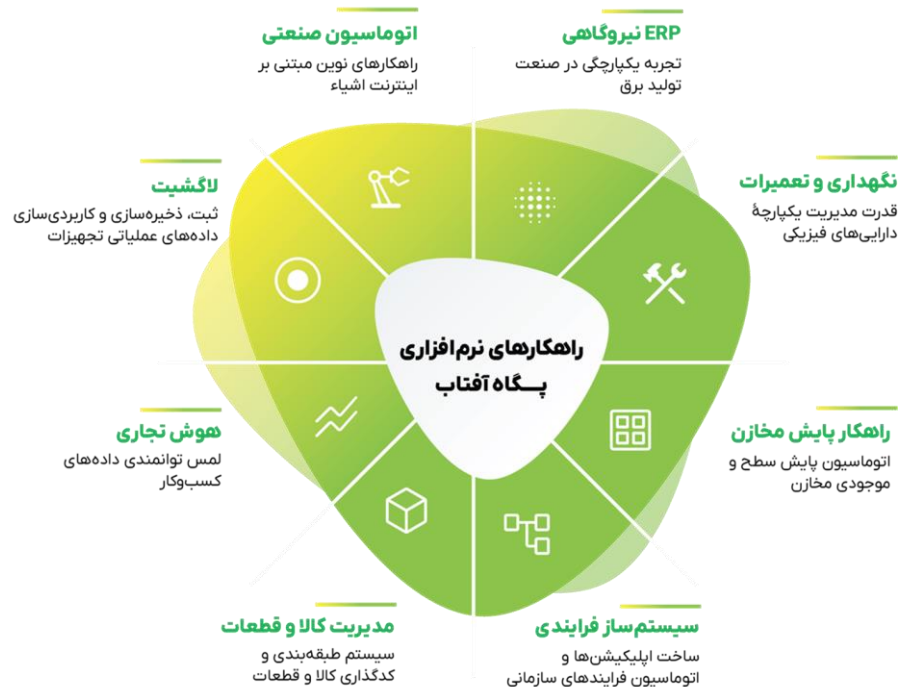 ERP نیروگاهی
تجربه یکپارچگی در صنعت
تولید برق
اتوماسیون صنعتی
راهکارهای نوین مبتنی بر
اینترنت اشیاء
نگهداری و تعمیرات
قدرت مدیریت یکپارچهٔ
دارایی‌های فیزیکی
لاگشیت
ثبت، ذخیره‌سازی و کاربردی‌سازی
داده‌های عملیاتی تجهیزات
راهکارهای نرم‌افزاری
پــگاه آفتاب
راهکار پایش مخازن
اتوماسیون پایش سطح و
موجودی مخازن
هوش تجاری
لمس توانمندی داده‌های
کسب‌وکار
سیستم‌ساز فرایندی
ساخت اپلیکیشن‌ها و
اتوماسیون فرایندهای سازمانی
مدیریت کالا و قطعات
سیستم طبقه‌بندی و
کدگذاری کالا و قطعات